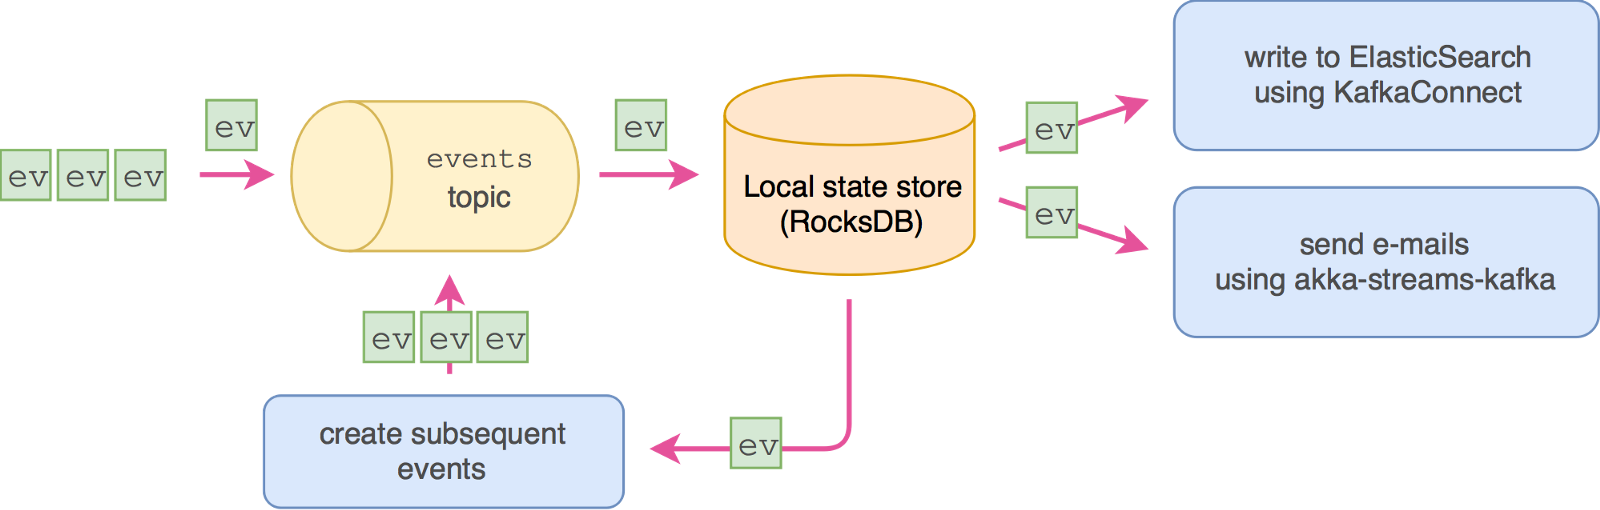 write to ElasticSearch
using KafkaConnect
ev
ev
ev
events
topic
ev
ev
ev
Local state store
(RocksDB)
ev
send e-mails
using akka-streams-kafka
ev
ev
ev
create subsequent
events
ev